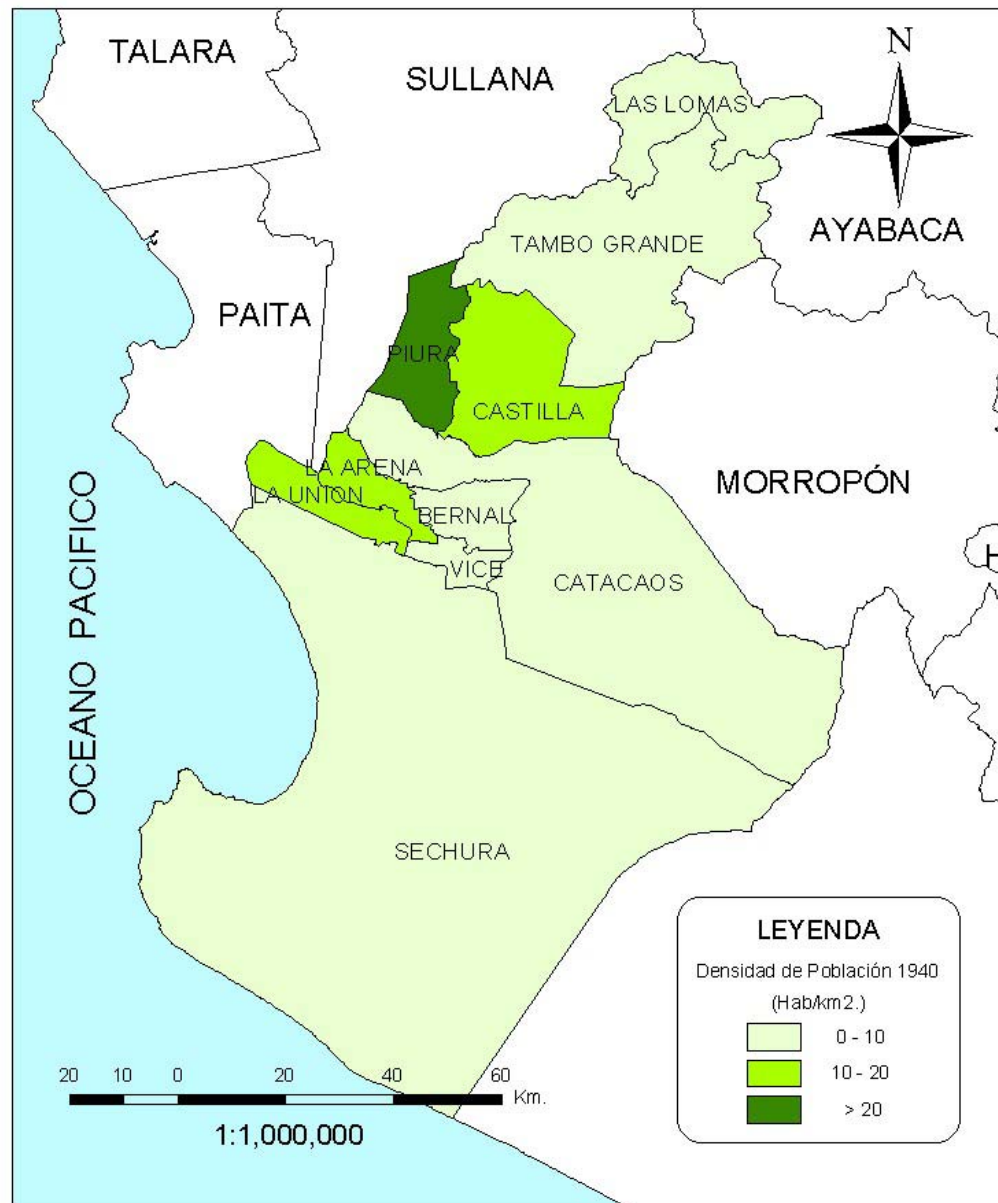 TALARA
SULLANA
N
LAS LOMAS
TAMBO GRANDE
AYABACA
PAITA
PIURA
CASTILLA
LA ARENA
LA UNION
BERNAL
MORROPÓN
VICE
CATACAOS
H
OCEANO PACIFICO
SECHURA
LEYENDA
Densidad de Población 1940
(Hab/km2.)
0 - 10
10 - 20
> 20
20 10 0 20 40 60 Km.
1:1,000,000